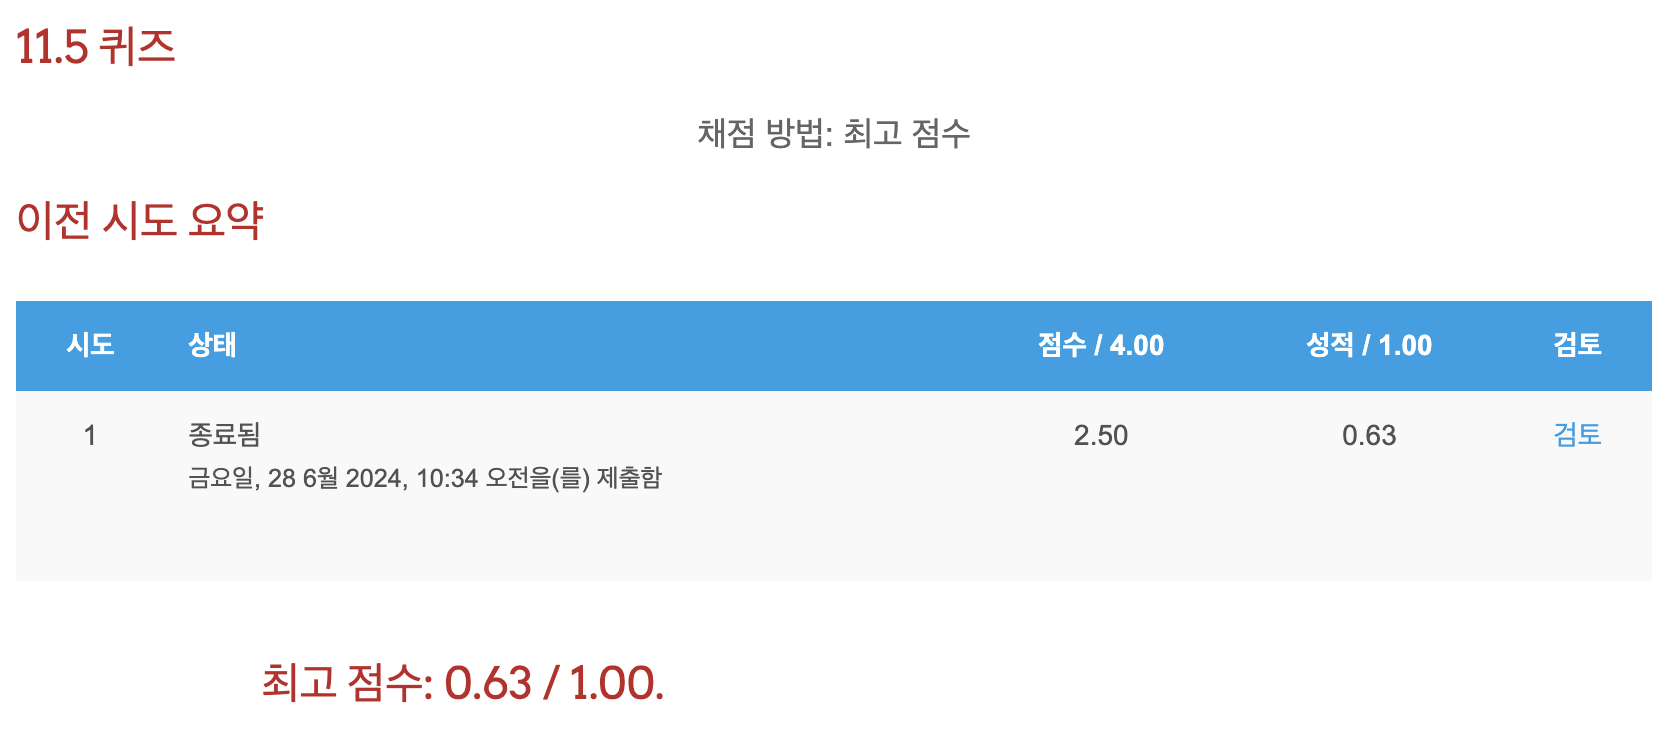 11.5 퀴즈
채점 방법: 최고 점수
이전 시도 요약
시도 상태 점수 / 4.00 성적 / 1.00 검토
1 종료됨 2.50 0.63 검토
금요일, 28 6월 2024, 10:34 오전을(를) 제출함
최고 점수: 0.63 / 1.00.